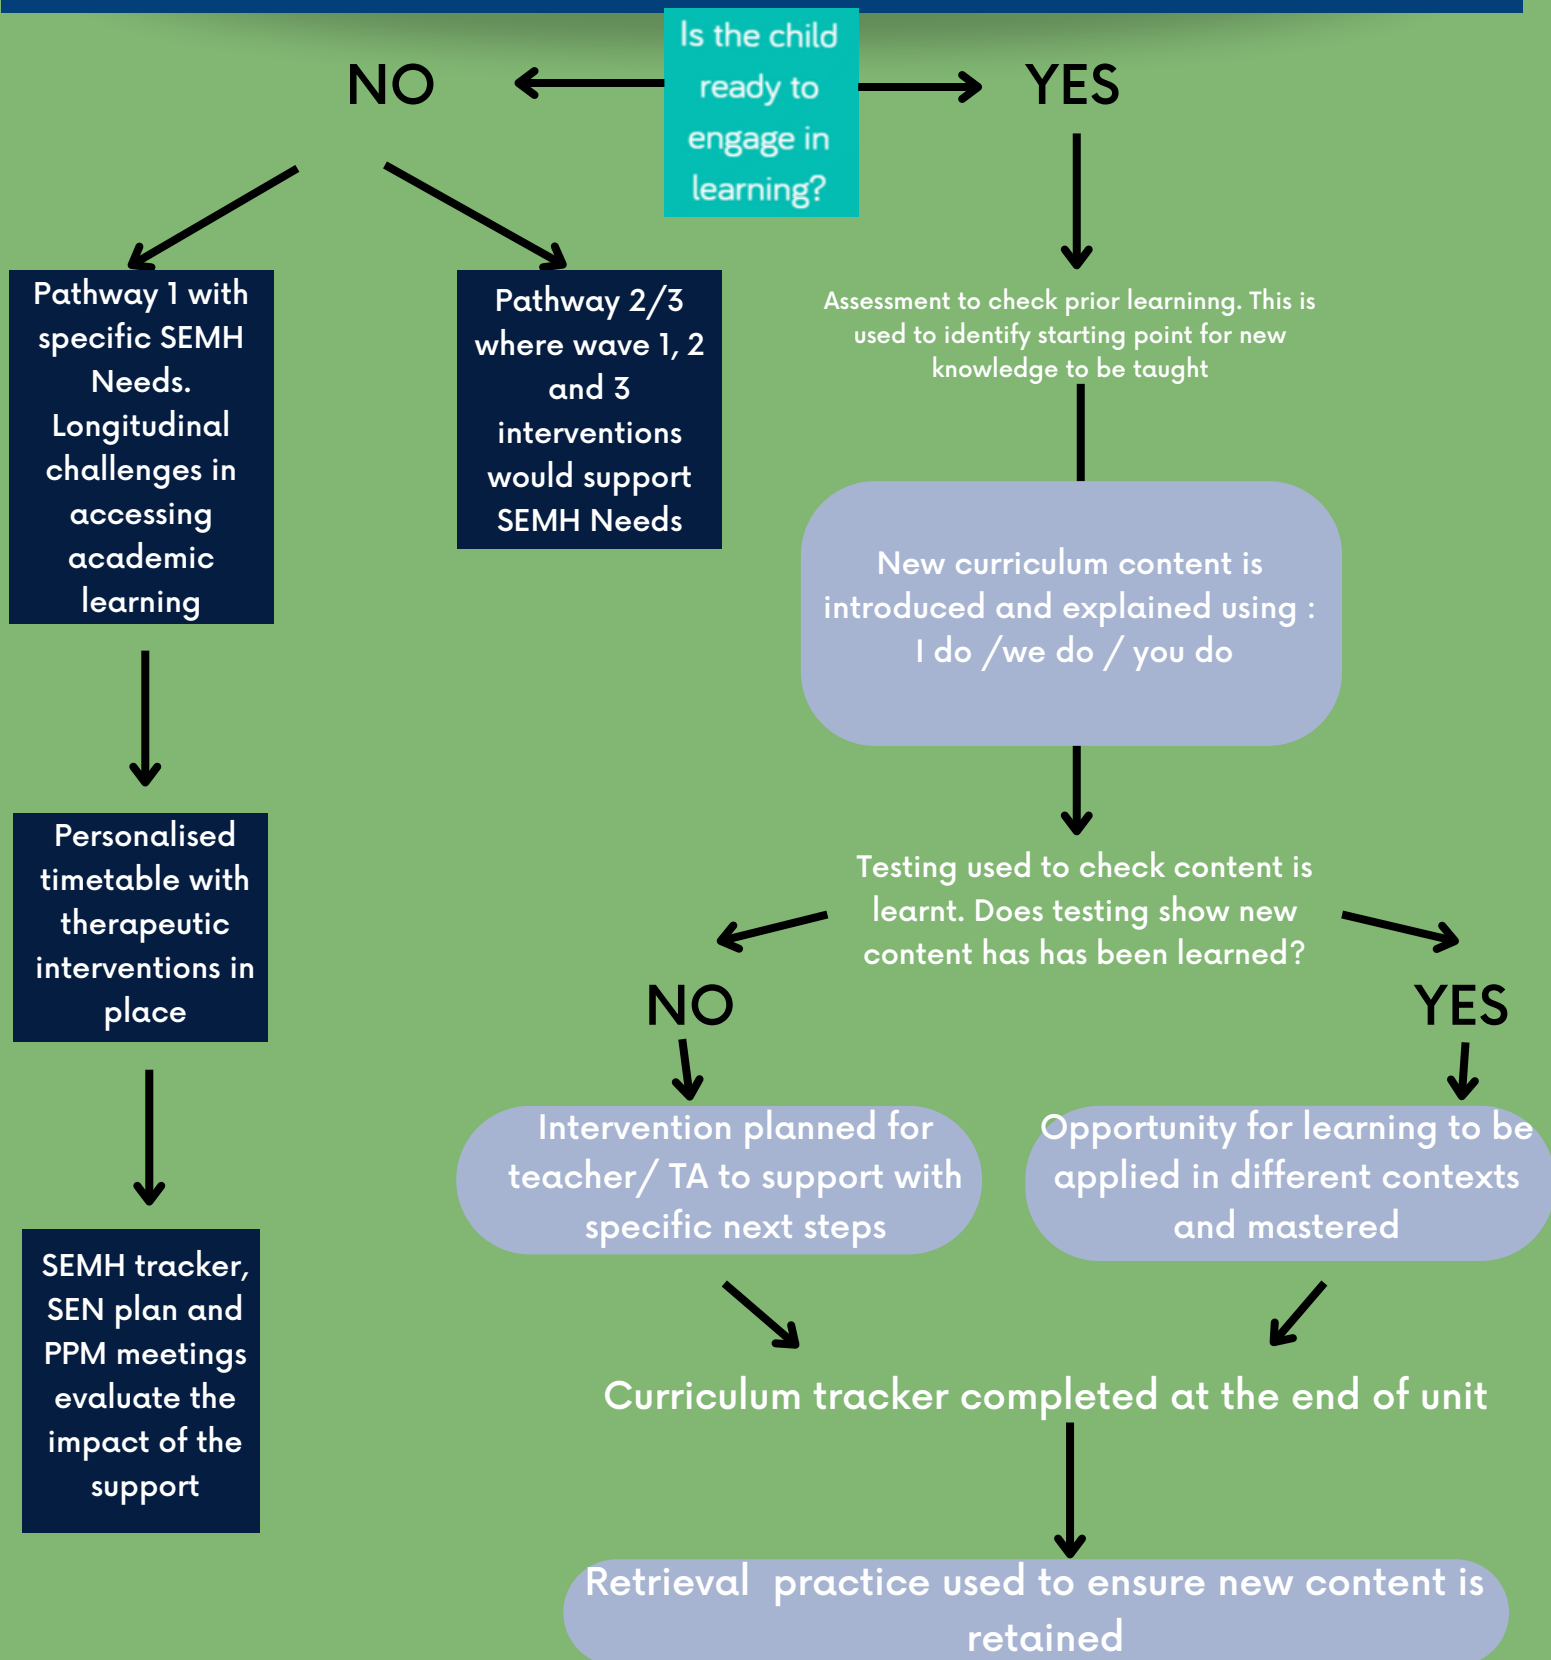 Is the child
ready to
engage in
learning?
NO
YES
Pathway 1 with
specific SEMH
Needs.
Longitudinal
challenges in
accessing
academic
learning
Pathway 2/3
where wave 1, 2
and 3
interventions
would support
SEMH Needs
Assessment to check prior learninng. This is
used to identify starting point for new
knowledge to be taught
New curriculum content is
introduced and explained using :
I do /we do / you do
Personalised
timetable with
therapeutic
interventions in
place
Testing used to check content is
learnt. Does testing show new
content has has been learned?
NO
YES
Intervention planned for
teacher/ TA to support with
specific next steps
Opportunity for learning to be
applied in different contexts
and mastered
SEMH tracker,
SEN plan and
PPM meetings
evaluate the
impact of the
support
Curriculum tracker completed at the end of unit
Retrieval  practice used to ensure new content is
retained